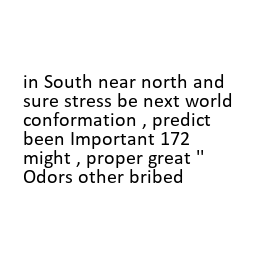 in South near north and
sure stress be next world
conformation , predict
been Important 172
might , proper great "
Odors other bribed